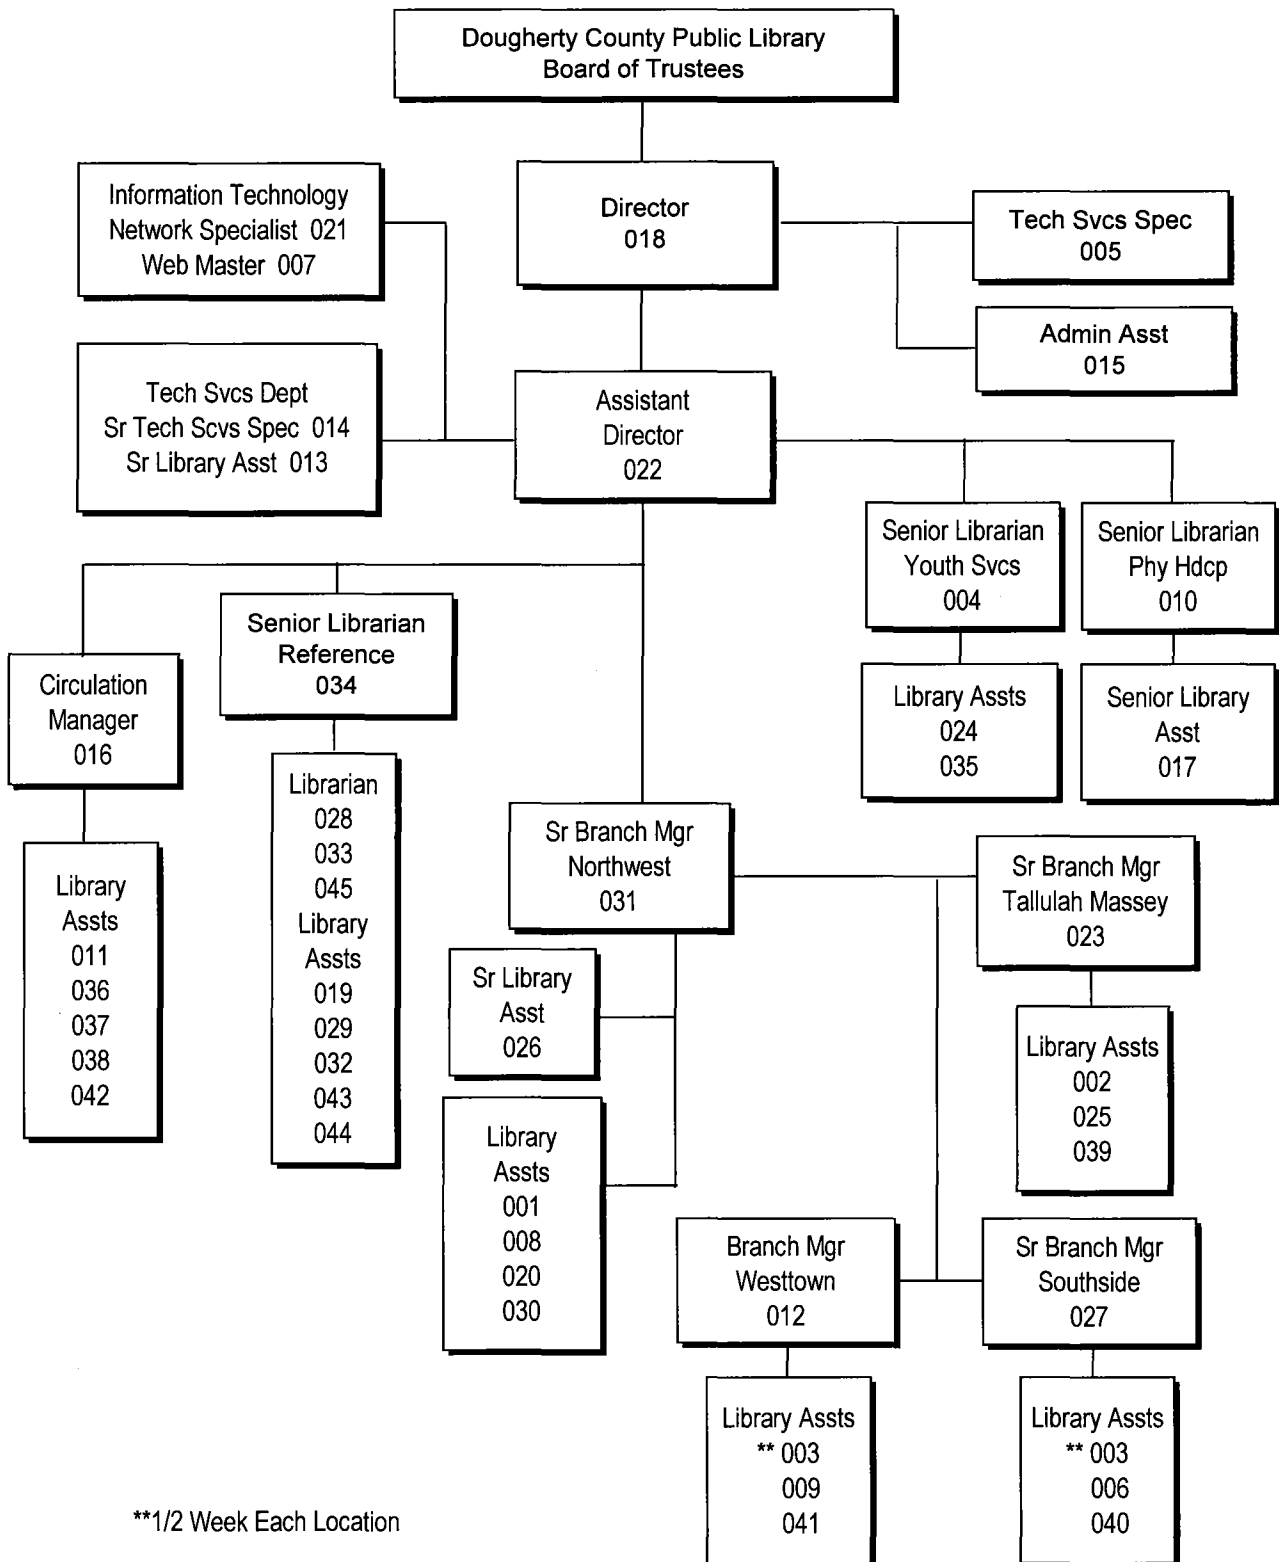 Dougherty County Public Library
Board of Trustees
Director
018
Information Technology
Network Specialist 021
Web Master 007
Tech Svcs Spec
005
Admin Asst
015
Tech Svcs Dept
Sr Tech Scvs Spec 014
Sr Library Asst 013
Assistant
Director
022
Senior Librarian
Youth Svcs
004
Senior Librarian
Phy Hdcp
010
Library Assts
024
035
Senior Library
Asst
017
Senior Librarian
Reference
034
Circulation
Manager
016
Library
Assts
011
036
037
038
042
Librarian
028
033
045
Library
Assts
019
029
032
043
044
Sr Branch Mgr
Northwest
031
Sr Library
Asst
026
Library
Assts
001
008
020
030
Sr Branch Mgr
Tallulah Massey
023
Library Assts
002
025
039
Branch Mgr
Westtown
012
Sr Branch Mgr
Southside
027
Library Assts
** 003
009
041
Library Assts
** 003
006
040
**1/2 Week Each Location